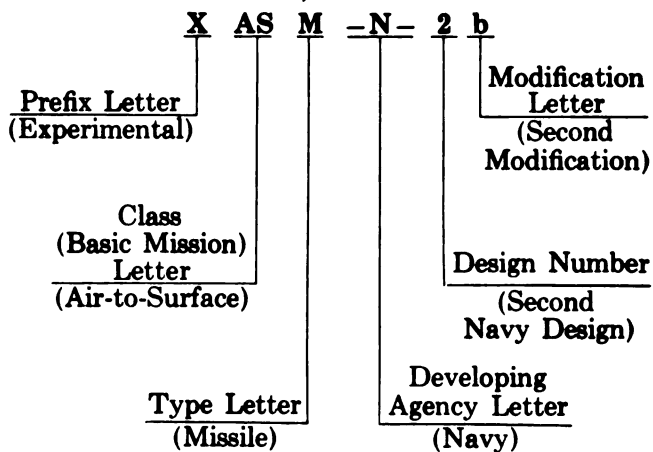 X AS M -N- 2 b
Prefix Letter
(Experimental)
Modification
Letter
(Second
Modification)
Class
(Basic Mission)
Letter
(Air-to-Surface)
Design Number
(Second
Navy Design)
Type Letter
(Missile)
Developing
Agency Letter
(Navy)